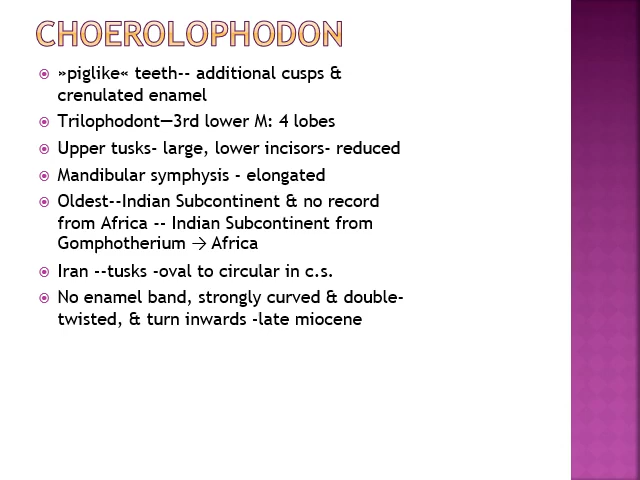 CHOEROLOPHODON
»piglike« teeth-- additional cusps &
crenulated enamel
Trilophodont—3rd lower M: 4 lobes
Upper tusks- large, lower incisors- reduced
Mandibular symphysis - elongated
Oldest--Indian Subcontinent & no record
from Africa -- Indian Subcontinent from
Gomphotherium → Africa
Iran --tusks -oval to circular in c.s.
No enamel band, strongly curved & double-
twisted, & turn inwards -late miocene